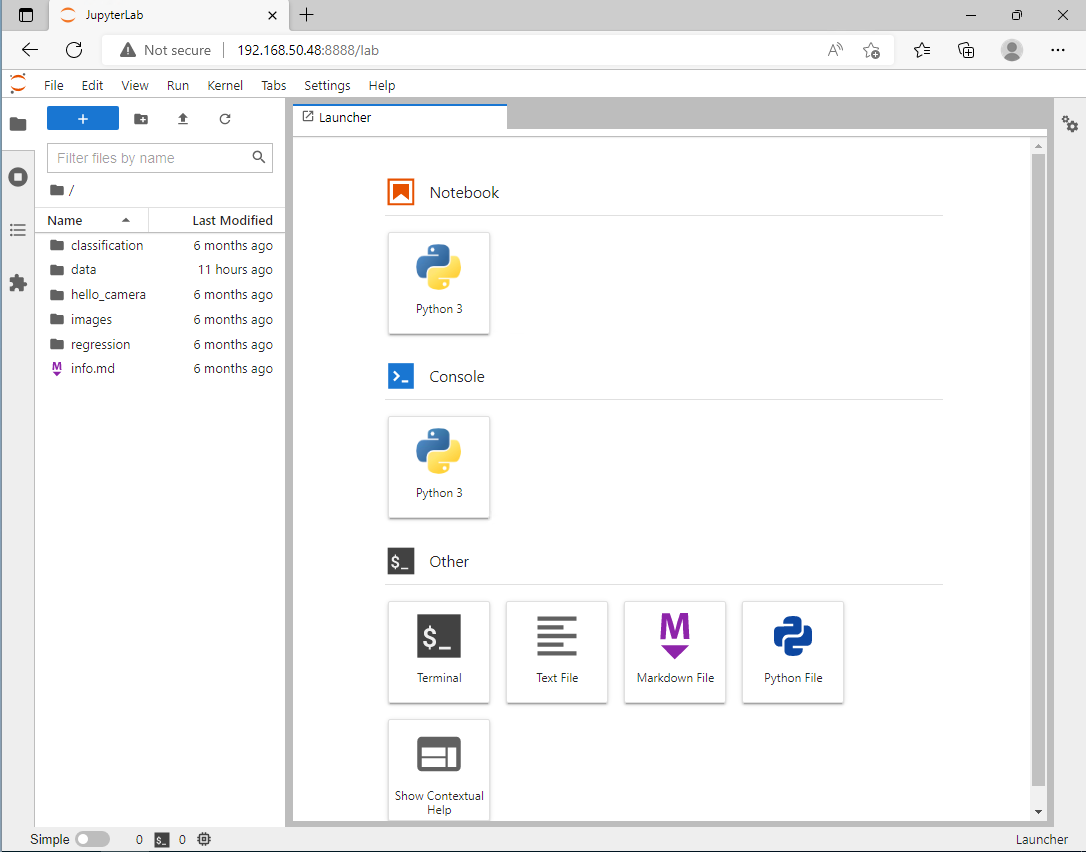 JupyterLab
Not secure
192.168.50.48:8888/lab
File Edit View Run Kernel Tabs Settings Help
+
Launcher
Filter files by name
/
Name Last Modified
classification 6 months ago
data 11 hours ago
hello_camera 6 months ago
images 6 months ago
regression 6 months ago
M info.md 6 months ago
Notebook
Python 3
Console
Python 3
$_ Other
$_
Terminal
Text File
M
Markdown File
Python File
Show Contextual
Help
Simple 0 $_ 0
Launcher